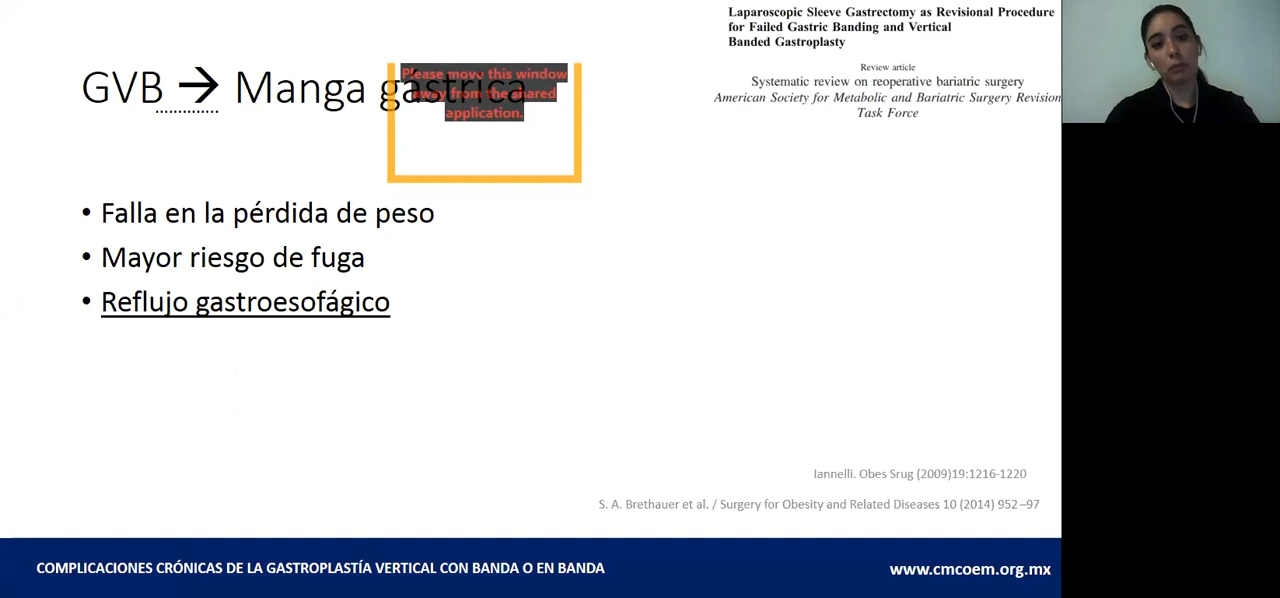 Laparoscopic Sleeve Gastrectomy as Revisional Procedure
for Failed Gastric Banding and Vertical
Banded Gastroplasty
Review article
Systematic review on reoperative bariatric surgery
American Society for Metabolic and Bariatric Surgery Revision
Task Force
GVB → Manga gástrica
Please move this window
away from the shared
application.
• Falla en la pérdida de peso
• Mayor riesgo de fuga
• Reflujo gastroesofágico
Iannelli. Obes Srug (2009)19:1216-1220
S. A. Brethauer et al. / Surgery for Obesity and Related Diseases 10 (2014) 952–97
COMPLICACIONES CRÓNICAS DE LA GASTROPLASTÍA VERTICAL CON BANDA O EN BANDA
www.cmcoem.org.mx